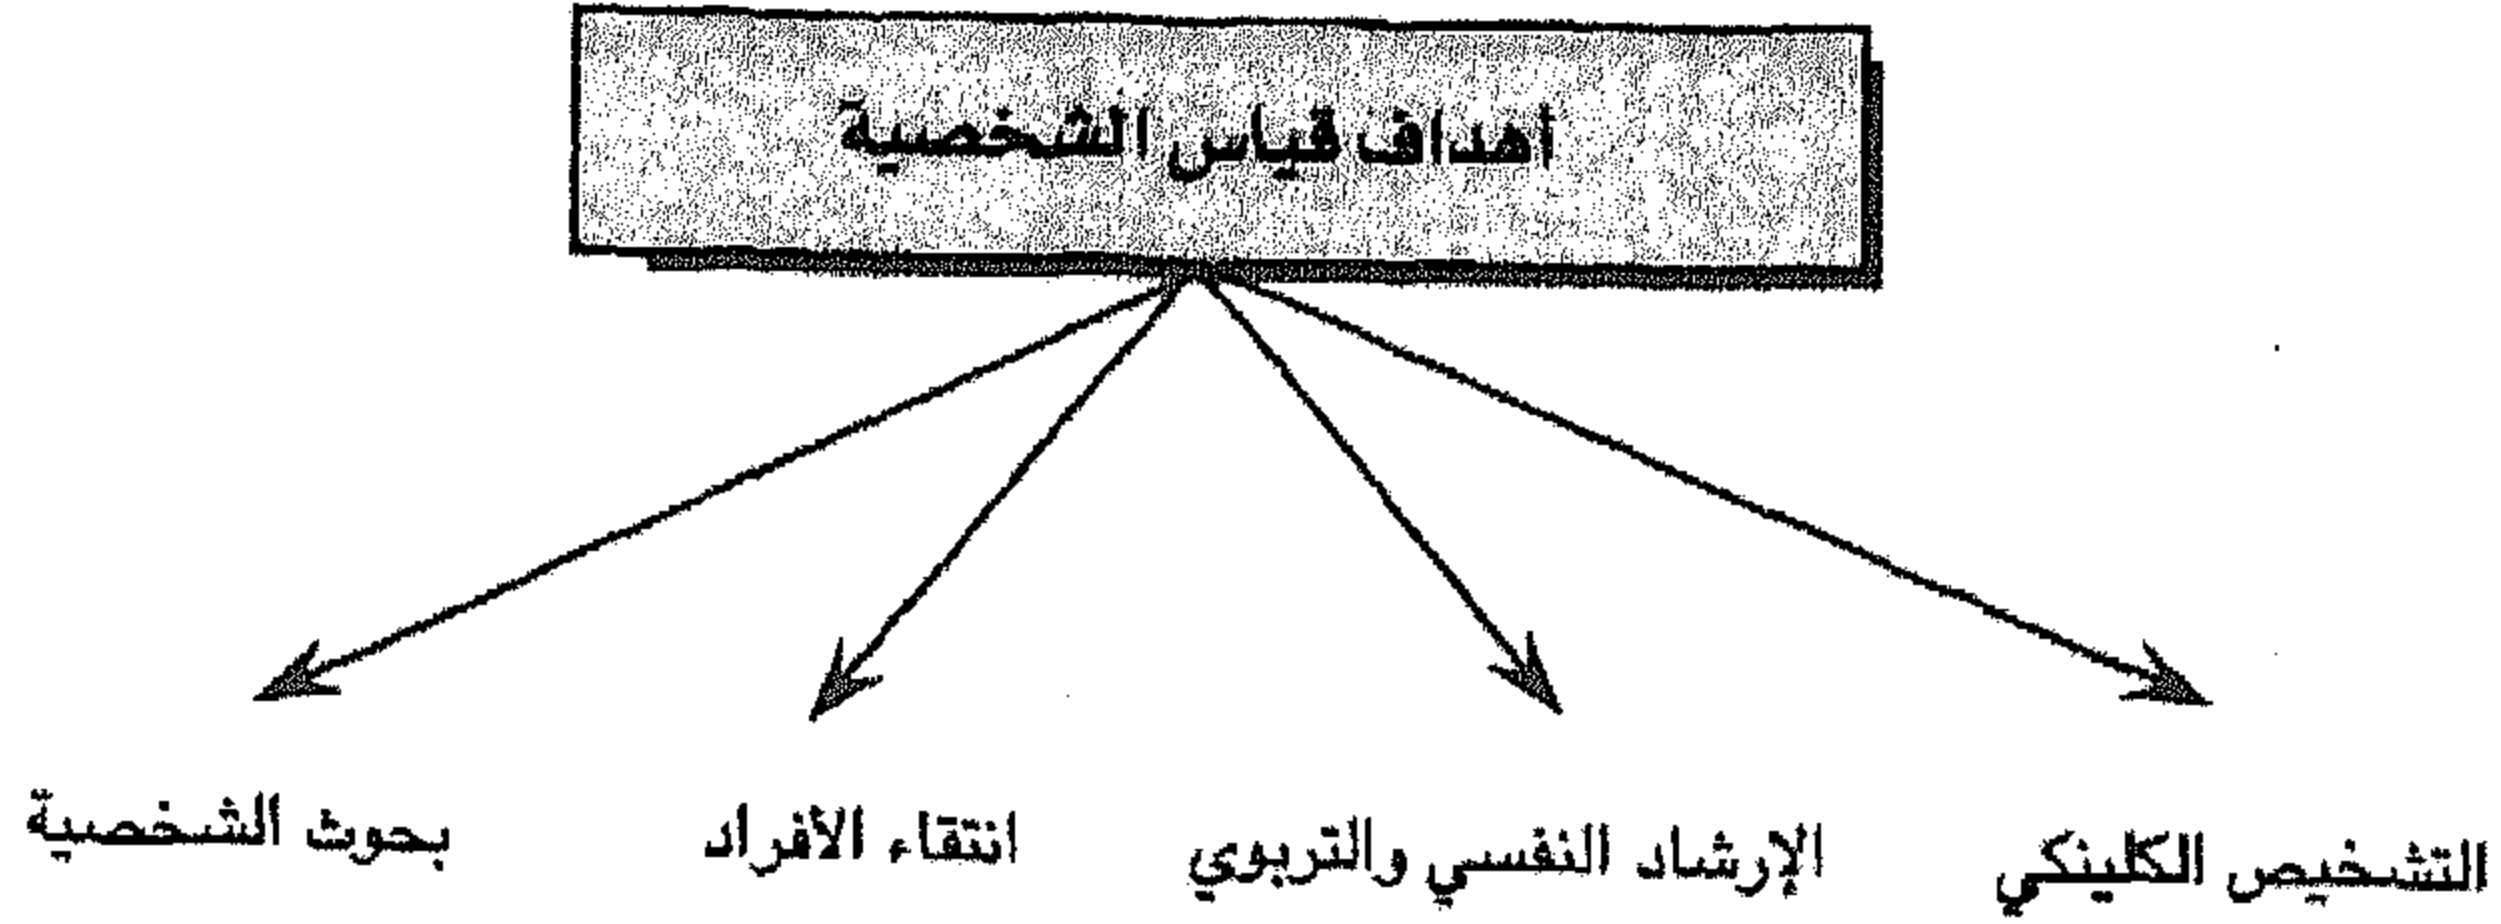 أهداف قياس الشخصية
التشخيص الكلينكي
الإرشاد النفسي والتربوي
انتقاء الأفراد
بحوث الشخصية